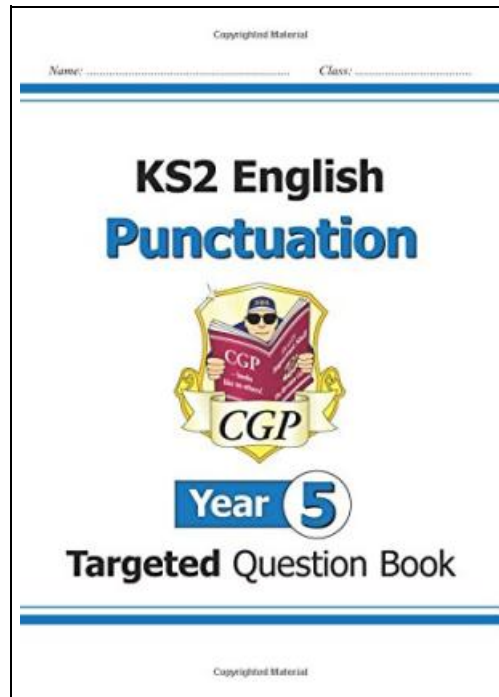 Copyrighted Material
Name: ........................................................ Class: ................................
KS2 English
Punctuation
CGP
CGP
Year 5
Targeted Question Book
Copyrighted Material